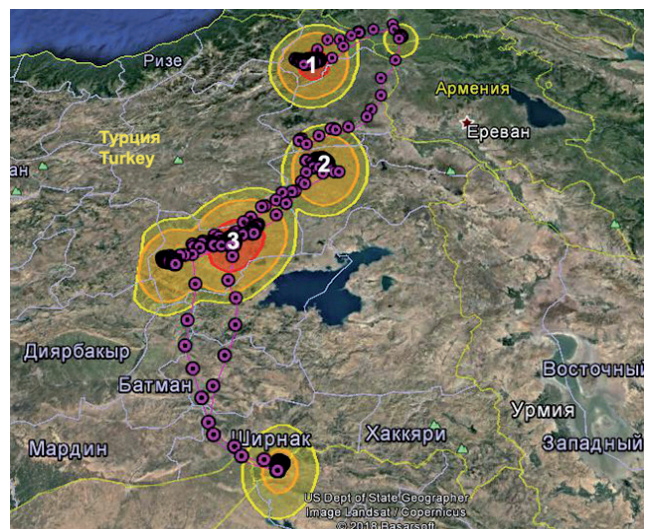 1
Ризе
Армения
Ереван
Турция
Turkey
ан
2
3
Диярбакыр
Батман
Восточный
Урмия
Мардин
Ширнак
Хаккяри
Западный
US Dept of State Geographer
Image Landsat / Copernicus
© 2018 Basarsoft